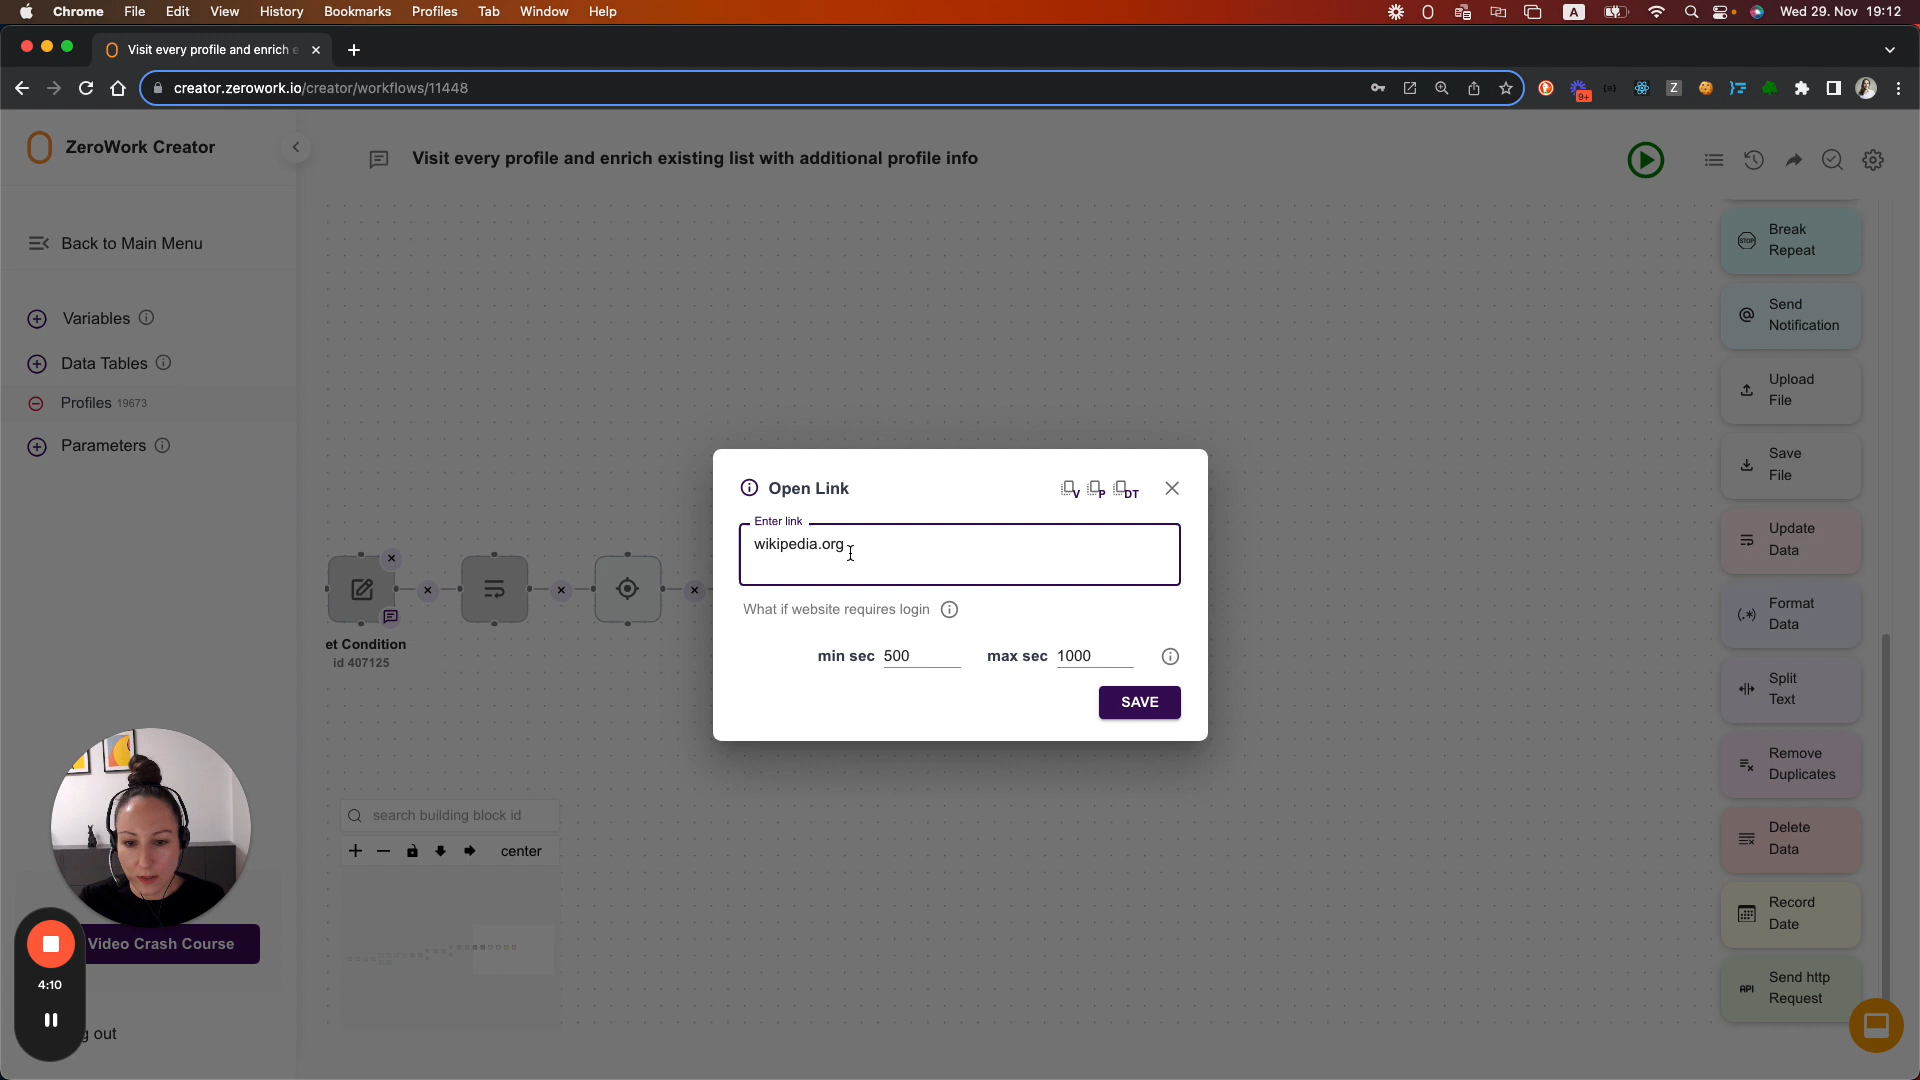 Chrome File Edit View History Bookmarks Profiles Tab Window Help
A
Wed 29. Nov 19:12
Visit every profile and enrich e
creator.zerowork.io/creator/workflows/11448
9+
Z
ZeroWork Creator
Visit every profile and enrich existing list with additional profile info
Back to Main Menu
Variables
Data Tables
Profiles 19673
Parameters
Break Repeat
Send Notification
Upload File
Save File
Update Data
Format Data
Split Text
Remove Duplicates
Delete Data
Record Date
API Send http Request
STOP
Open Link
V P DT
Enter link
wikipedia.org
What if website requires login
min sec 500 max sec 1000
SAVE
et Condition
id 407125
search building block id
center
Video Crash Course
4:10
g out